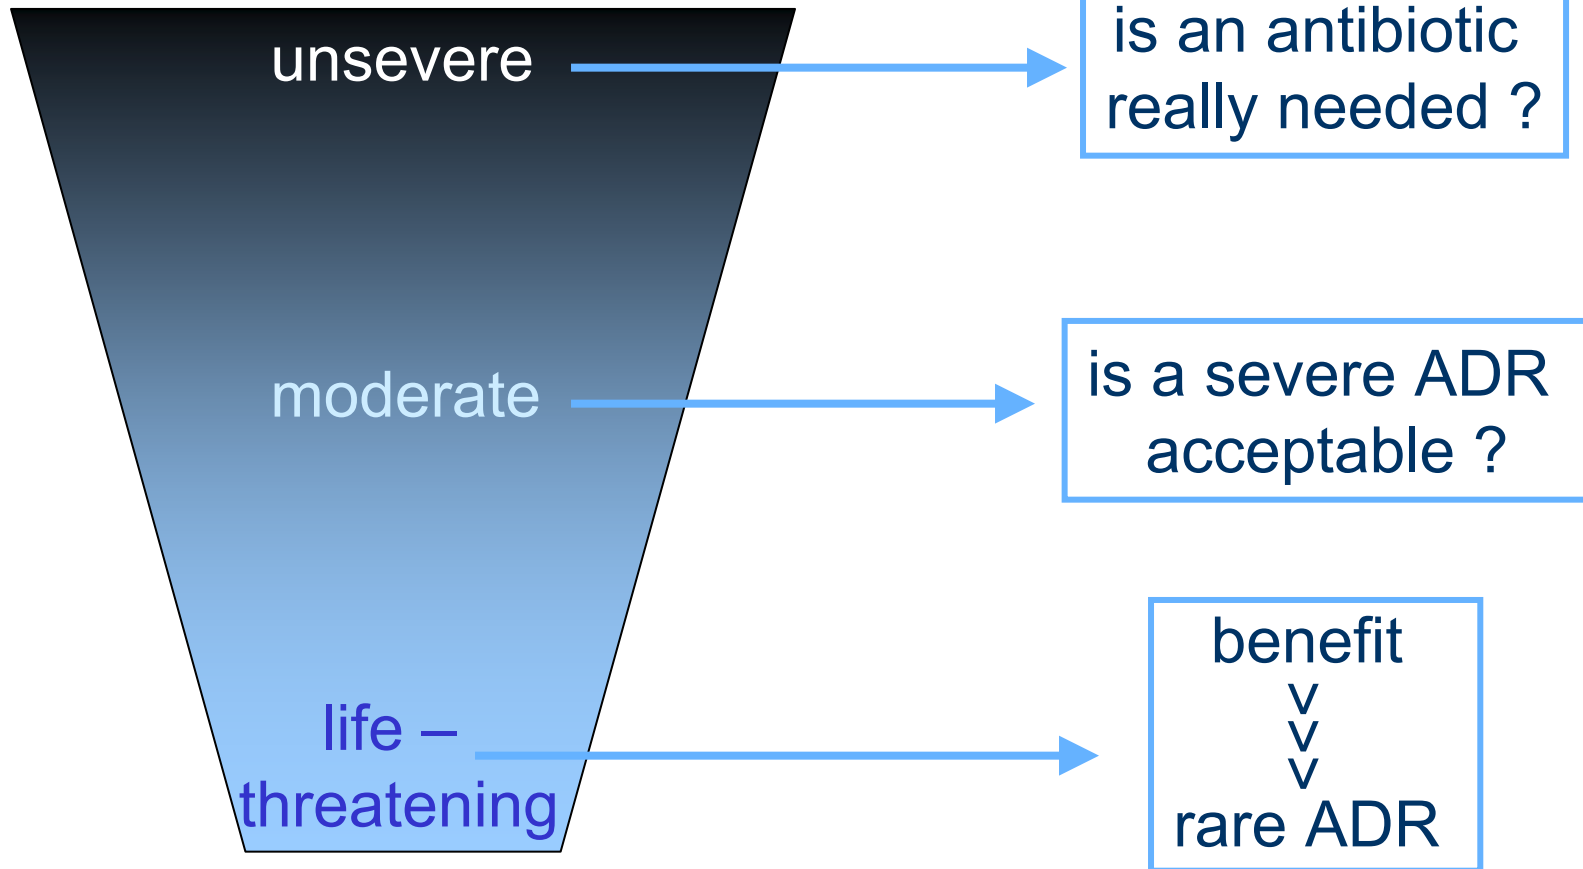 unsevere
is an antibiotic
really needed ?
moderate
is a severe ADR
acceptable ?
life –
threatening
benefit
>
>
>
rare ADR